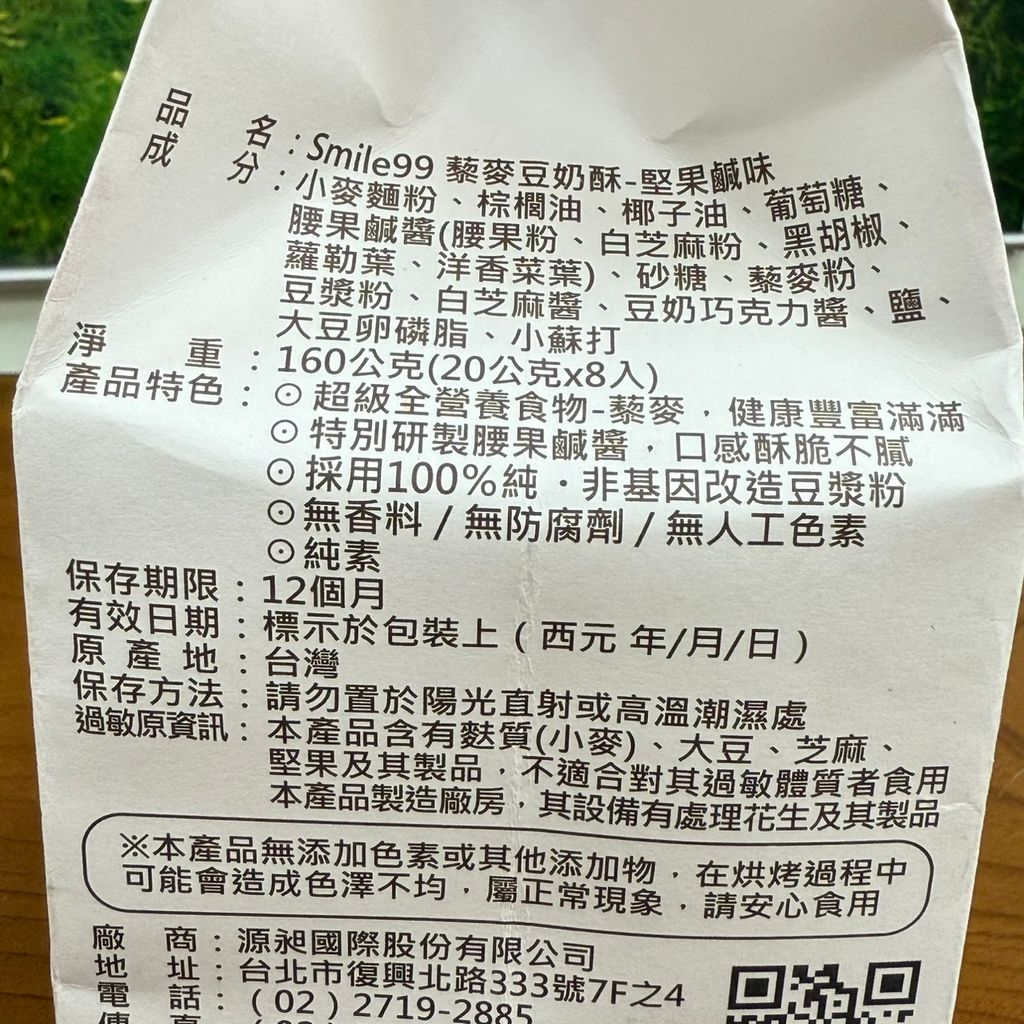 品名：Smile99 藜麥豆奶酥-堅果鹹味
成分：小麥麵粉、棕櫚油、椰子油、葡萄糖、
腰果鹹醬(腰果粉、白芝麻粉、黑胡椒、
蘿勒葉、洋香菜葉)、砂糖、藜麥粉、
豆漿粉、白芝麻醬、豆奶巧克力醬、鹽、
大豆卵磷脂、小蘇打
淨重：160公克(20公克x8入)
產品特色：⊙超級全營養食物-藜麥，健康豐富滿滿
⊙特別研製腰果鹹醬，口感酥脆不膩
⊙採用100%純・非基因改造豆漿粉
⊙無香料/無防腐劑/無人工色素
⊙純素
保存期限：12個月
有效日期：標示於包裝上(西元 年/月/日)
原產地：台灣
保存方法：請勿置於陽光直射或高溫潮濕處
過敏原資訊：本產品含有麩質(小麥)、大豆、芝麻、
堅果及其製品，不適合對其過敏體質者食用
本產品製造廠房，其設備有處理花生及其製品
※本產品無添加色素或其他添加物，在烘烤過程中
可能會造成色澤不均，屬正常現象，請安心食用
廠商：源昶國際股份有限公司
地址：台北市復興北路333號7F之4
電話：(02)2719-2885